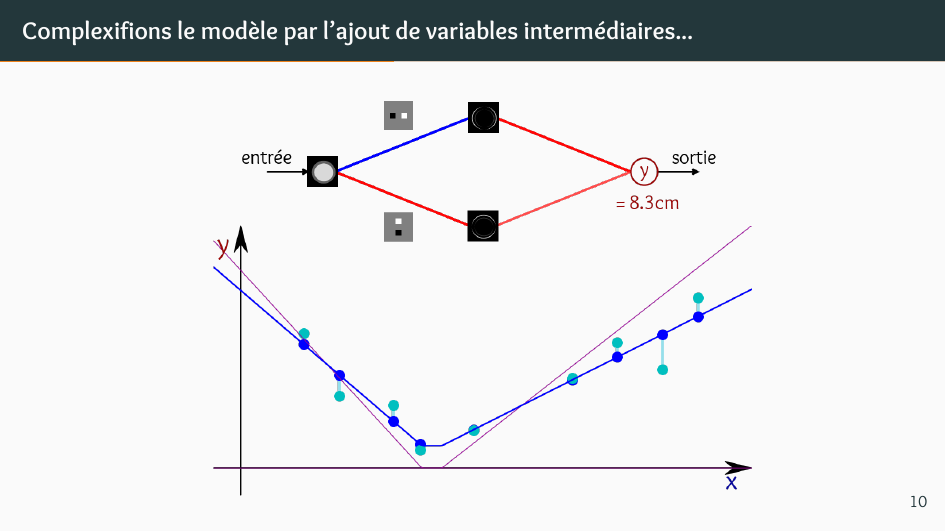 Complexifions le modèle par l'ajout de variables intermédiaires...
entrée
y
sortie
= 8.3cm
y
x
10